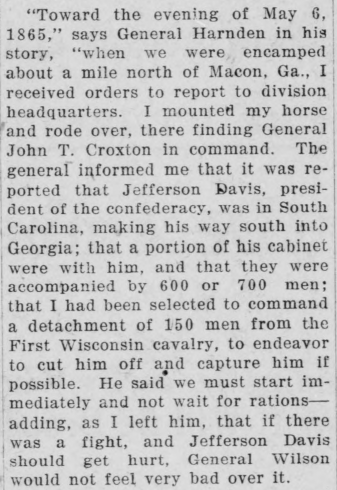 "Toward the evening of May 6,
1865," says General Harnden in his
story, "when we were encamped
about a mile north of Macon, Ga., I
received orders to report to division
headquarters. I mounted my horse
and rode over, there finding General
John T. Croxton in command. The
general informed me that it was re-
ported that Jefferson Davis, presi-
dent of the confederacy, was in South
Carolina, making his way south into
Georgia; that a portion of his cabinet
were with him, and that they were
accompanied by 600 or 700 men;
that I had been selected to command
a detachment of 150 men from the
First Wisconsin cavalry, to endeavor
to cut him off and capture him if
possible. He said we must start im-
mediately and not wait for rations—
adding, as I left him, that if there
was a fight, and Jefferson Davis
should get hurt, General Wilson
would not feel very bad over it.